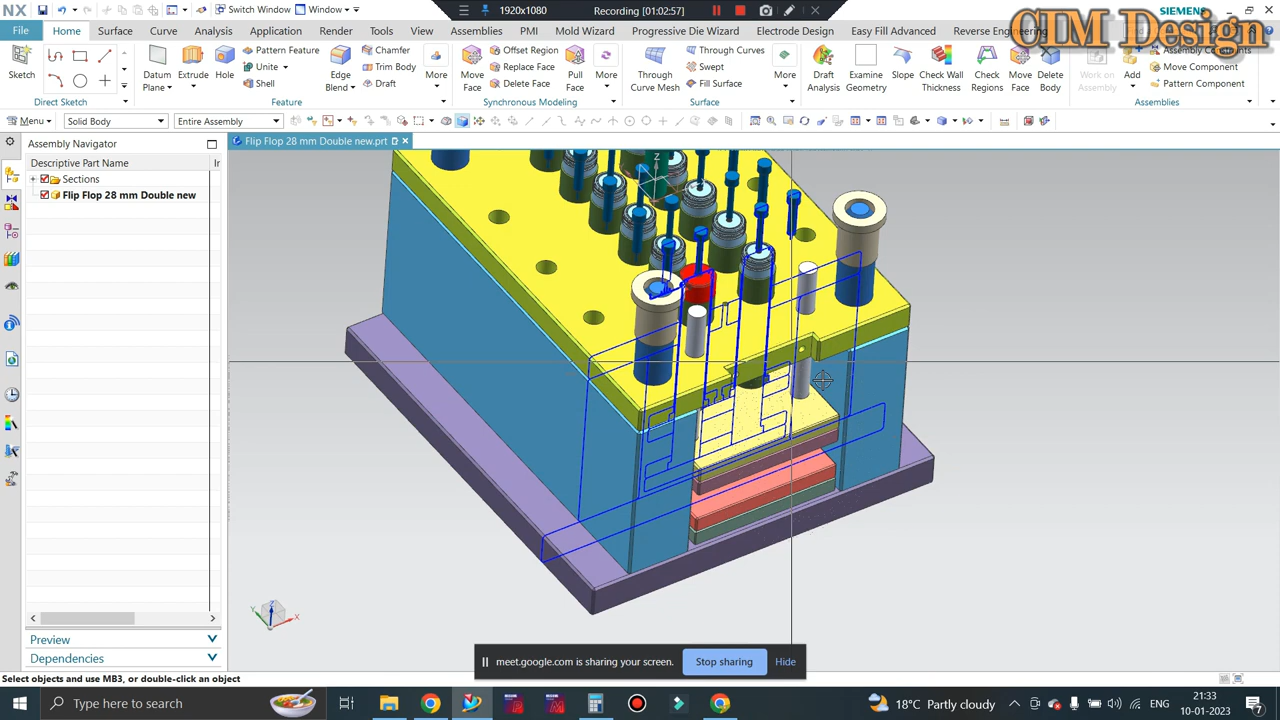 NX
Switch Window
Window
1920x1080
Recording [01:02:57]
SIEMENS
CIM Design
File
Home
Surface
Curve
Analysis
Application
Render
Tools
View
Assemblies
PMI
Mold Wizard
Progressive Die Wizard
Electrode Design
Easy Fill Advanced
Reverse Engineering
Sketch
Direct Sketch
Datum Plane
Extrude
Hole
Pattern Feature
Unite
Shell
Edge Blend
Chamfer
Trim Body
Draft
More
Feature
Move Face
Offset Region
Replace Face
Delete Face
Pull Face
More
Synchronous Modeling
Through Curve Mesh
Through Curves
Swept
Fill Surface
More
Surface
Draft Analysis
Examine Geometry
Slope
Check Wall Thickness
Check Regions
Move Face
Delete Body
Work on Assembly
Add
Assembly Constraints
Move Component
Pattern Component
Assemblies
Menu
Solid Body
Entire Assembly
Assembly Navigator
Flip Flop 28 mm Double new.prt
Descriptive Part Name
Ir
Sections
Flip Flop 28 mm Double new
Z
Y
Z
X
Preview
Dependencies
meet.google.com is sharing your screen.
Stop sharing
Hide
Select objects and use MB3, or double-click an object
Type here to search
18°C Partly cloudy
ENG
21:33
10-01-2023
7